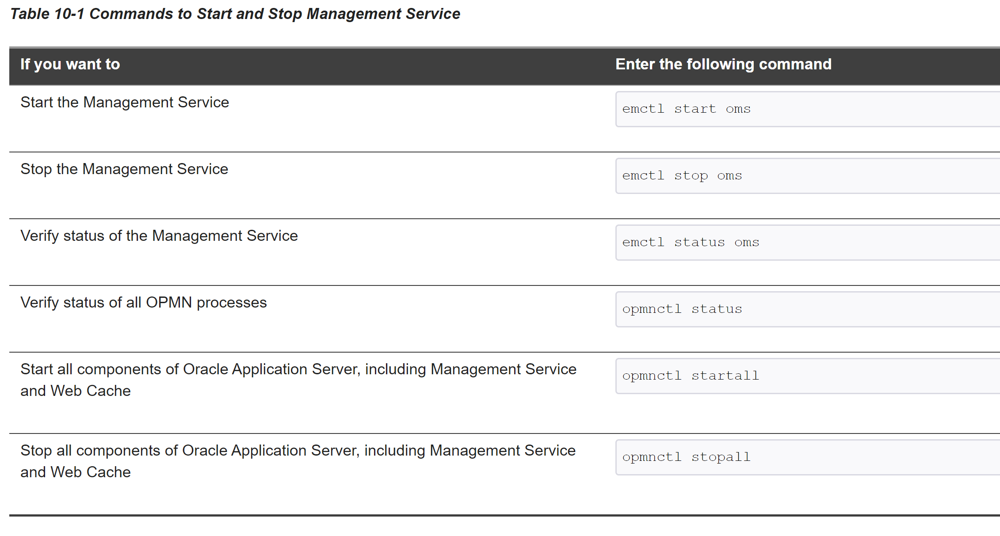 Table 10-1 Commands to Start and Stop Management Service
If you want to
Enter the following command
Start the Management Service
emctl start oms
Stop the Management Service
emctl stop oms
Verify status of the Management Service
emctl status oms
Verify status of all OPMN processes
opmnctl status
Start all components of Oracle Application Server, including Management Service
and Web Cache
opmnctl startall
Stop all components of Oracle Application Server, including Management Service
and Web Cache
opmnctl stopall